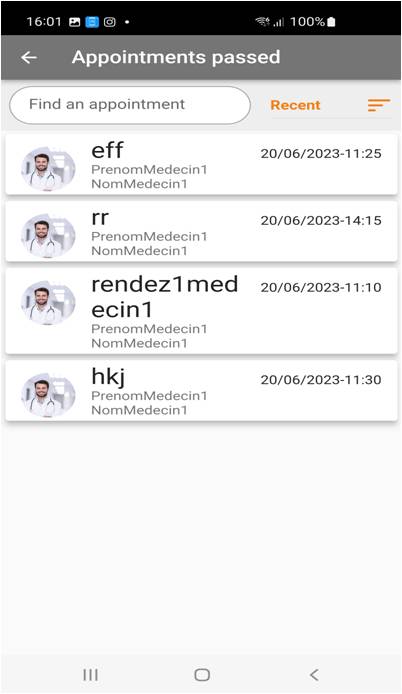 16:01 100%
Appointments passed
Find an appointment Recent
eff 20/06/2023-11:25
PrenomMedecin1
NomMedecin1
rr 20/06/2023-14:15
PrenomMedecin1
NomMedecin1
rendez1med 20/06/2023-11:10
ecin1
PrenomMedecin1
NomMedecin1
hkj 20/06/2023-11:30
PrenomMedecin1
NomMedecin1